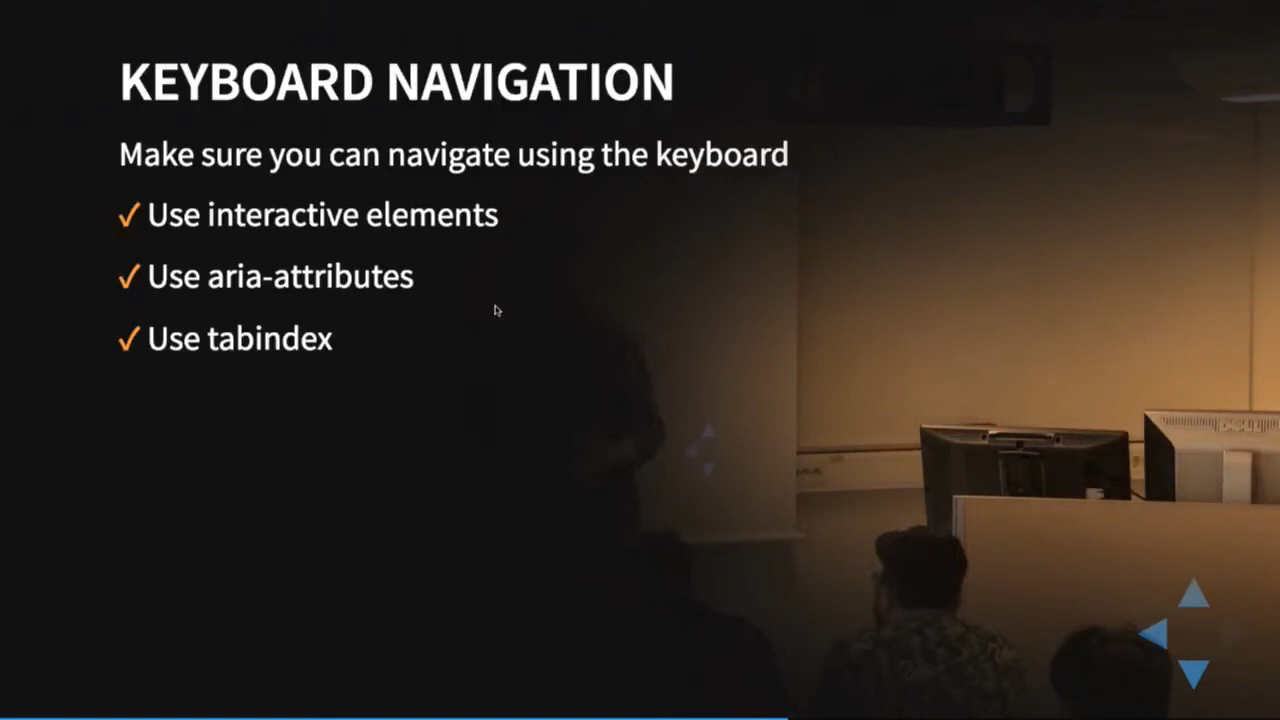 KEYBOARD NAVIGATION
Make sure you can navigate using the keyboard
✓ Use interactive elements
✓ Use aria-attributes
✓ Use tabindex